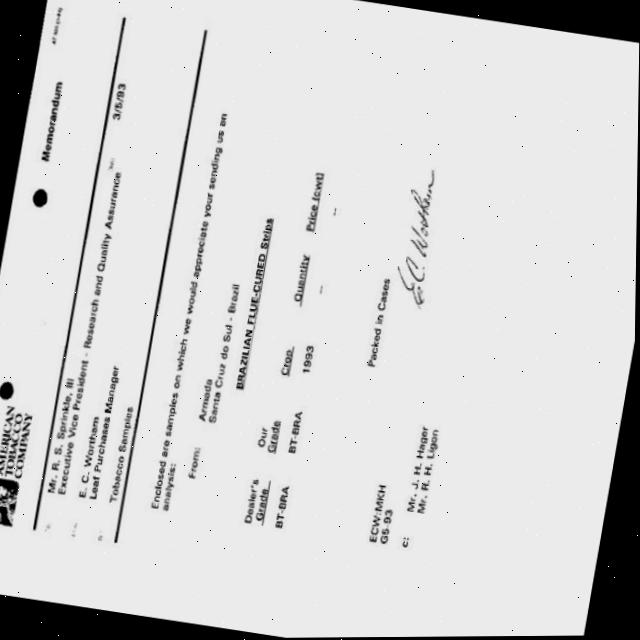 AMERICAN
TOBACCO
COMPANY
Memorandum
Mr. R. S. Sprinkle, III
Executive Vice President - Research and Quality Assurance
3/5/93
E. C. Wortham
Leaf Purchases Manager
Tobacco Samples
Enclosed are samples on which we would appreciate your sending us an
analysis:
From: Armada
Santa Cruz do Sul - Brazil
BRAZILIAN FLUE-CURED Strips
Dealer's Grade Our Grade Crop Quantity Price (cwt)
BT-BRA BT-BRA 1993 -- --
Packed in Cases
E.C. Wortham
ECW:MKH
G5-93
c: Mr. J. H. Hager
Mr. R. H. Ligon